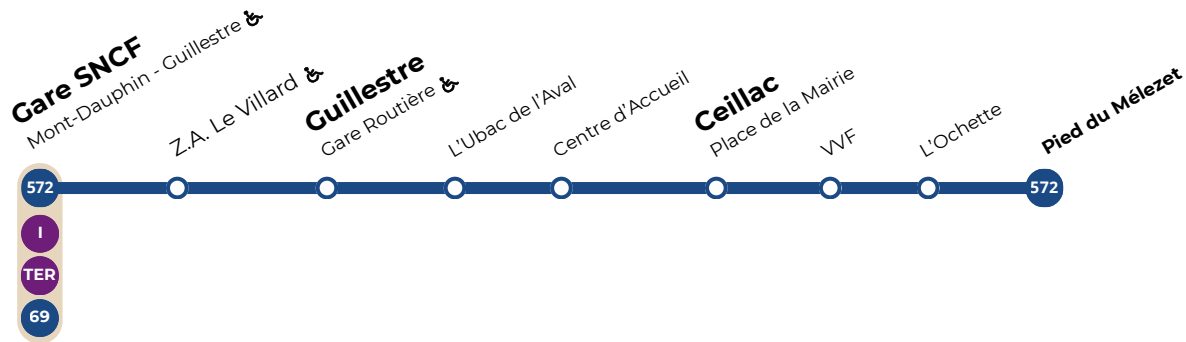 Gare SNCF
Mont-Dauphin - Guillestre
Z.A. Le Villard
Guillestre
Gare Routière
L'Ubac de l'Aval
Centre d'Accueil
Ceillac
Place de la Mairie
VVF
L'Ochette
Pied du Mélezet
572
572
I
TER
69